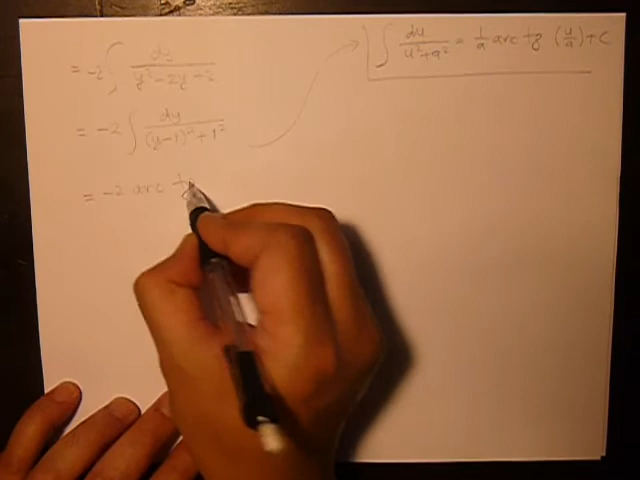 = -2 ∫ dy / (y² - 2y + 2)
∫ du / (u² + a²) = 1/a arc tg (u/a) + C
= -2 ∫ dy / ((y-1)² + 1²)
= -2 arc tg